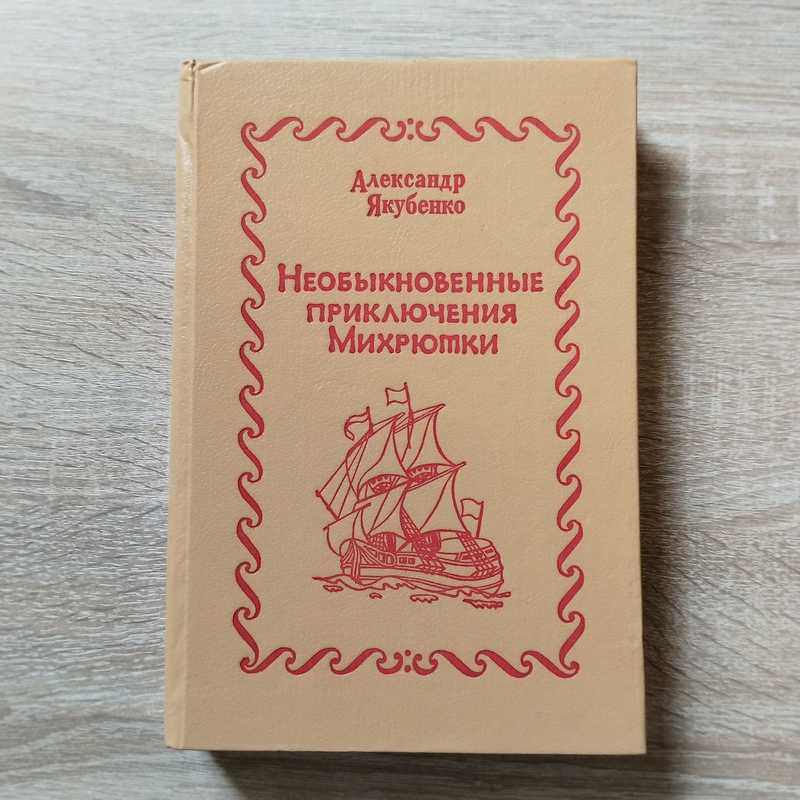 Александр
Якубенко
Необыкновенные
приключения
Михрютки